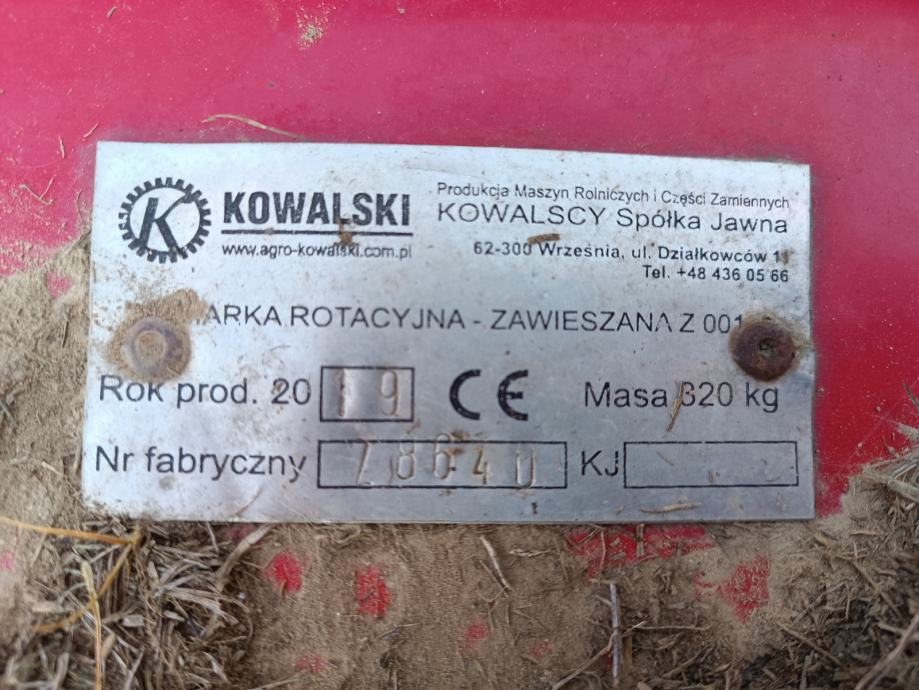 K KOWALSKI
www.agro-kowalski.com.pl
Produkcja Maszyn Rolniczych i Części Zamiennych
KOWALSCY Spółka Jawna
62-300 Września, ul. Działkowców 11
Tel. +48 436 05 66
ARKA ROTACYJNA - ZAWIESZANA Z 001
Rok prod. 20 19 CE Masa 320 kg
Nr fabryczny Z8640 KJ